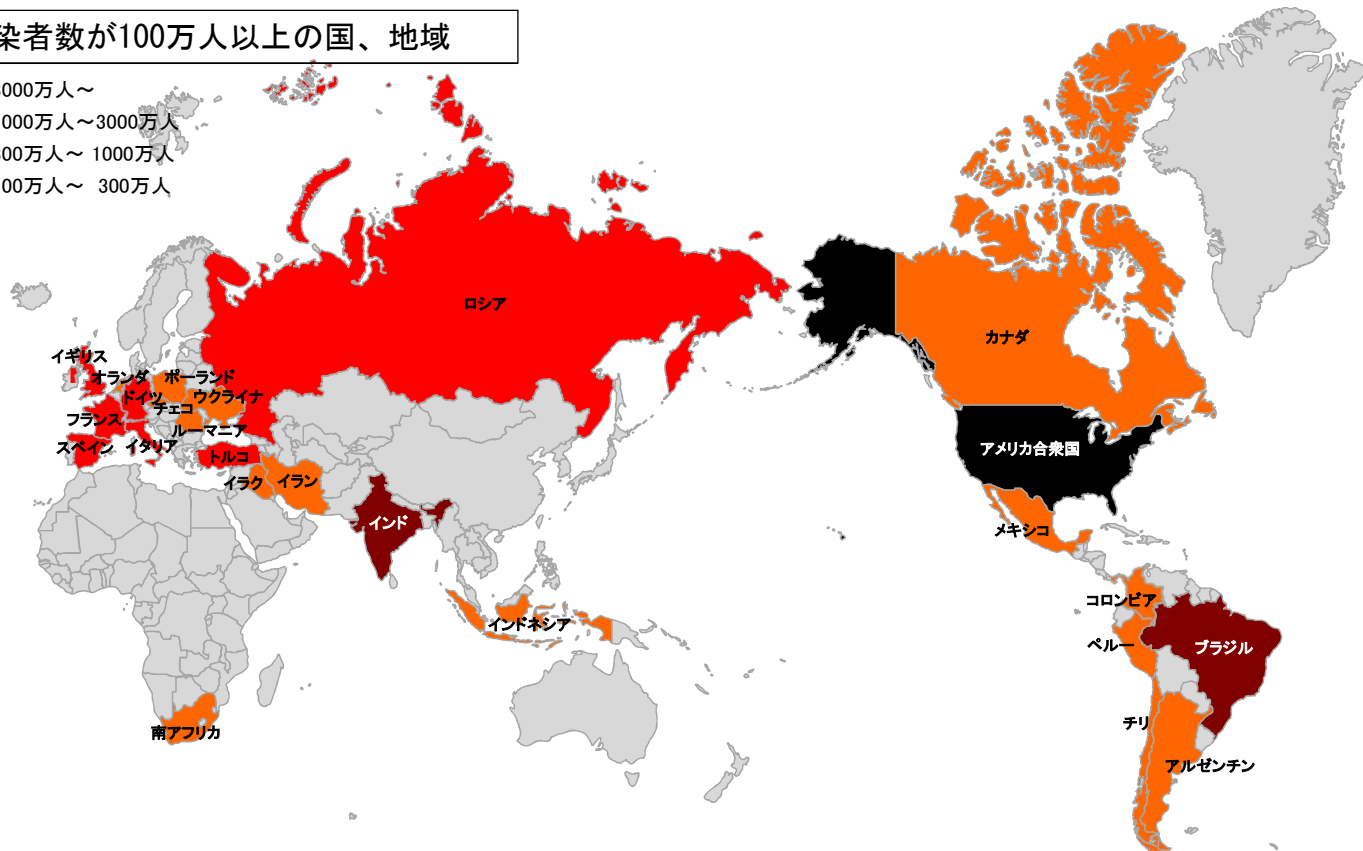 染者数が100万人以上の国、地域
000万人～
000万人～3000万人
00万人～ 1000万人
00万人～ 300万人
ロシア
カナダ
イギリス
オランダ
ポーランド
ドイツ
ウクライナ
チェコ
フランス
ルーマニア
スペイン
イタリア
トルコ
アメリカ合衆国
イラク
イラン
インド
メキシコ
コロンビア
インドネシア
ペルー
ブラジル
チリ
南アフリカ
アルゼンチン